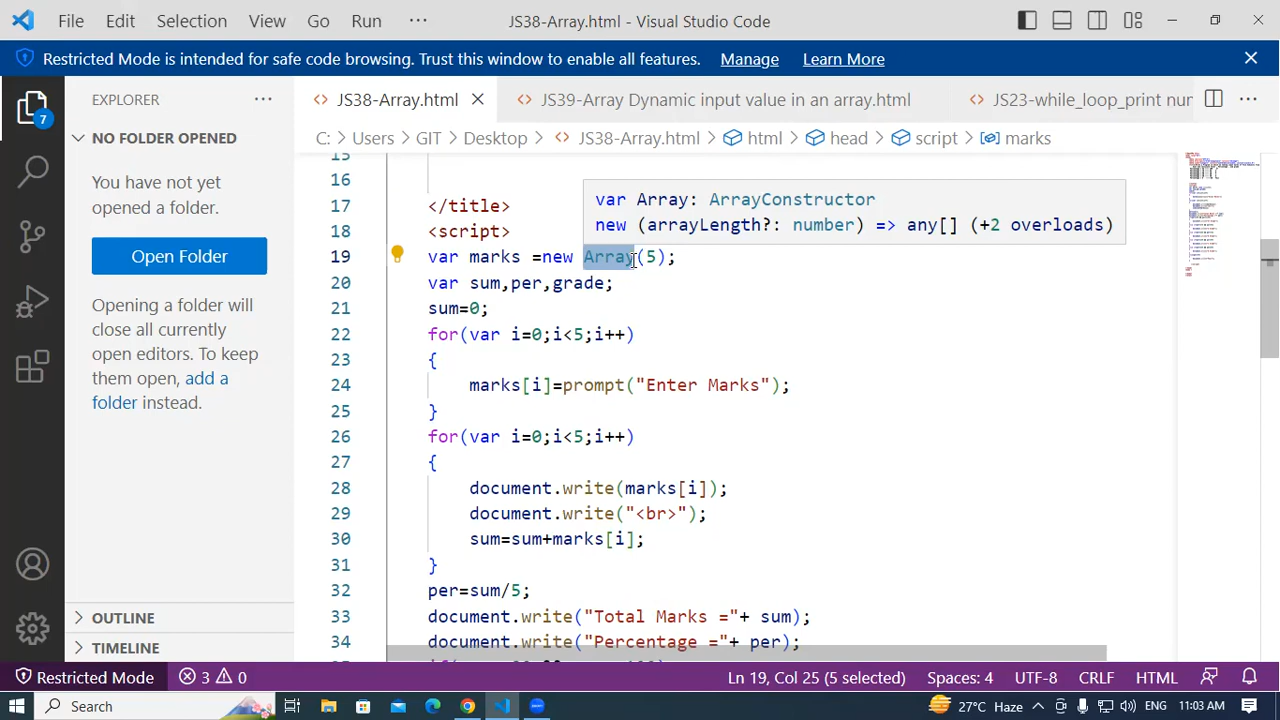 File Edit Selection View Go Run ··· JS38-Array.html - Visual Studio Code
Restricted Mode is intended for safe code browsing. Trust this window to enable all features. Manage Learn More
EXPLORER ···
JS38-Array.html
JS39-Array Dynamic input value in an array.html
JS23-while_loop_print nun
···
7
NO FOLDER OPENED
C: > Users > GIT > Desktop > JS38-Array.html > html > head > script > marks
You have not yet
opened a folder.
Open Folder
Opening a folder will
close all currently
open editors. To keep
them open, add a
folder instead.
OUTLINE
TIMELINE
15
16
17 </title>
18 <script>
var Array: ArrayConstructor
new (arrayLength?: number) => any[] (+2 overloads)
19 var marks =new Array(5);
20 var sum,per,grade;
21 sum=0;
22 for(var i=0;i<5;i++)
23 {
24 marks[i]=prompt("Enter Marks");
25 }
26 for(var i=0;i<5;i++)
27 {
28 document.write(marks[i]);
29 document.write("<br>");
30 sum=sum+marks[i];
31 }
32 per=sum/5;
33 document.write("Total Marks ="+ sum);
34 document.write("Percentage ="+ per);
Restricted Mode 3 0 Ln 19, Col 25 (5 selected) Spaces: 4 UTF-8 CRLF HTML
Search 27°C Haze ENG 11:03 AM